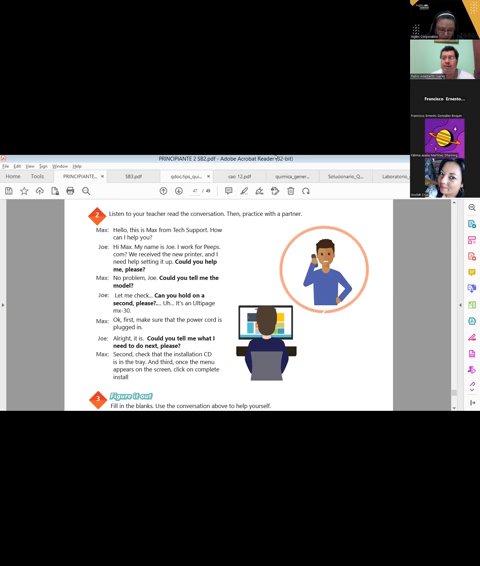 Francisco Ernesto...
PRINCIPIANTE 2 SB2.pdf - Adobe Acrobat Reader (32-bit)
File Edit View Sign Window Help
Home Tools PRINCIPIANTE... × SB3.pdf qdoc.tips_qui... × cao 12.pdf quimica_gener... Solucionario_Q... Laboratorio_
47 / 49
2 Listen to your teacher read the conversation. Then, practice with a partner.
Max: Hello, this is Max from Tech Support. How
can I help you?
Joe: Hi Max. My name is Joe. I work for Peeps.
com? We received the new printer, and I
need help setting it up. Could you help
me, please?
Max: No problem, Joe. Could you tell me the
model?
Joe: Let me check... Can you hold on a
second, please?... Uh... It's an Ultipage
mx-30.
Max: Ok, first, make sure that the power cord is
plugged in.
Joe: Alright, it is. Could you tell me what I
need to do next, please?
Max: Second, check that the installation CD
is in the tray. And third, once the menu
appears on the screen, click on complete
install
3 Figure it out
Fill in the blanks. Use the conversation above to help yourself.